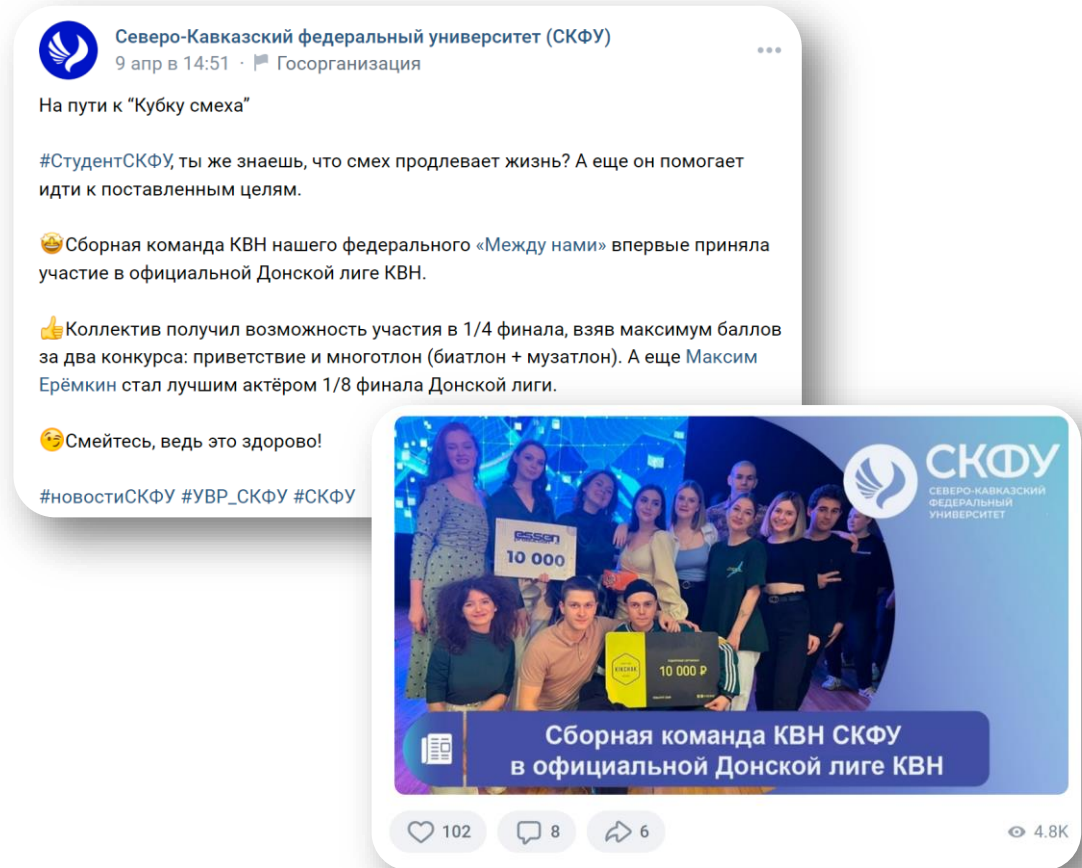 Северо-Кавказский федеральный университет (СКФУ)
9 апр в 14:51 · Госорганизация
На пути к “Кубку смеха”
#СтудентСКФУ, ты же знаешь, что смех продлевает жизнь? А еще он помогает
идти к поставленным целям.
🤩Сборная команда КВН нашего федерального «Между нами» впервые приняла
участие в официальной Донской лиге КВН.
👍Коллектив получил возможность участия в 1/4 финала, взяв максимум баллов
за два конкурса: приветствие и многотлон (биатлон + музатлон). А еще Максим
Ерёмкин стал лучшим актёром 1/8 финала Донской лиги.
😉Смейтесь, ведь это здорово!
#новостиСКФУ #УВР_СКФУ #СКФУ
СКФУ
СЕВЕРО-КАВКАЗСКИЙ
ФЕДЕРАЛЬНЫЙ
УНИВЕРСИТЕТ
essen
10 000
10 000 ₽
Сборная команда КВН СКФУ
в официальной Донской лиге КВН
102
8
6
4.8K